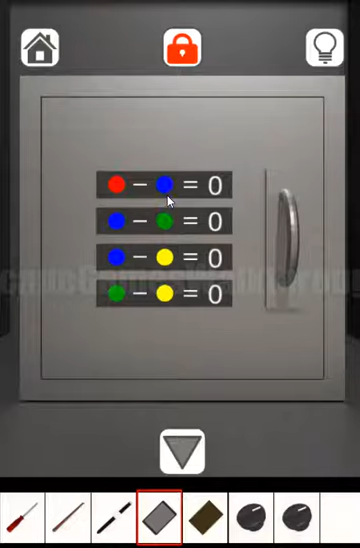 - = 0
- = 0
- = 0
- = 0